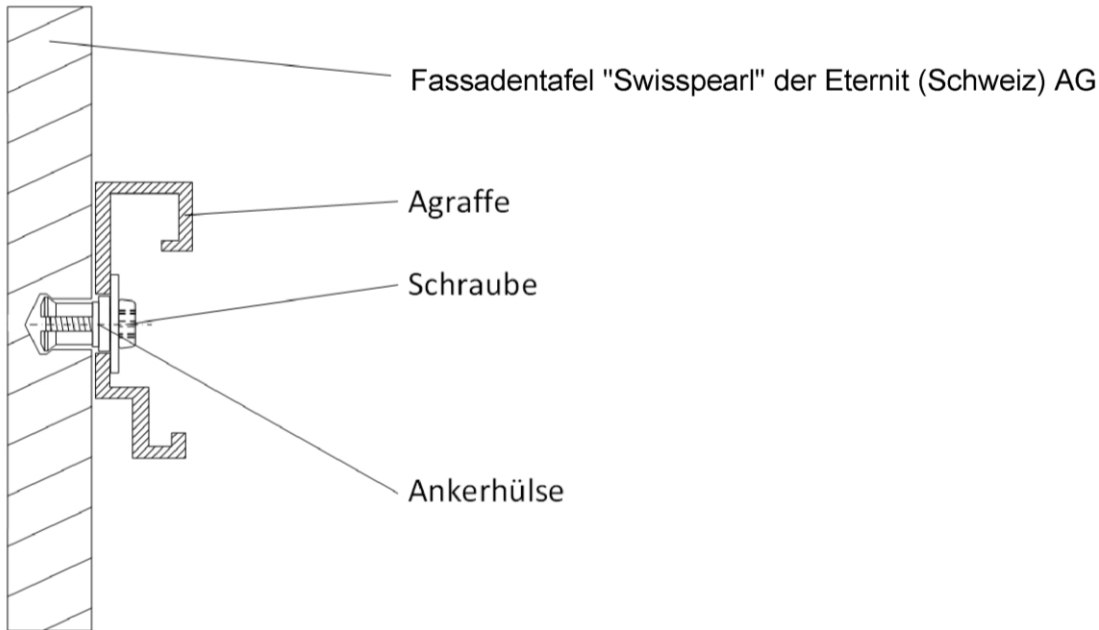 Fassadentafel "Swisspearl" der Eternit (Schweiz) AG
Agraffe
Schraube
Ankerhülse